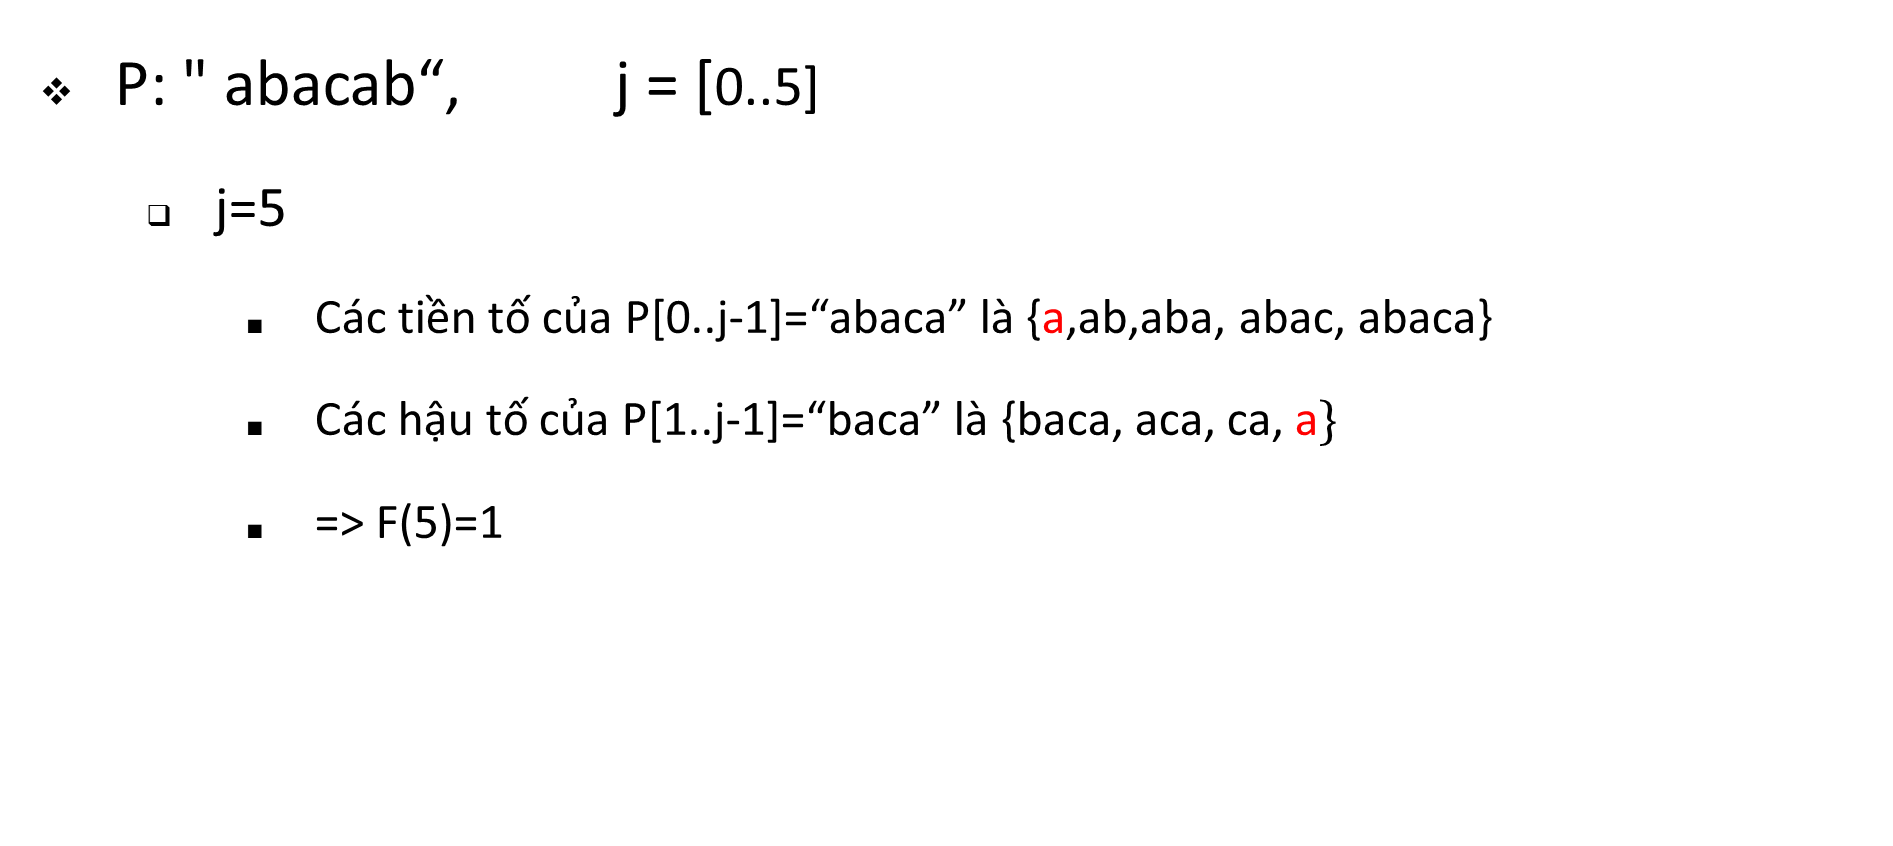 ❖ P: " abacab“, j = [0..5]
❑ j=5
▪ Các tiền tố của P[0..j-1]=“abaca” là {a,ab,aba, abac, abaca}
▪ Các hậu tố của P[1..j-1]=“baca” là {baca, aca, ca, a}
▪ => F(5)=1